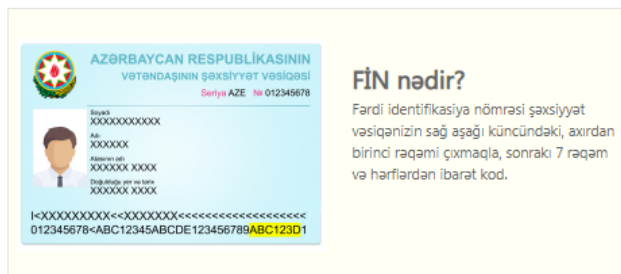 AZƏRBAYCAN RESPUBLİKASININ
VƏTƏNDAŞININ ŞƏXSİYYƏT VƏSİQƏSİ
Seriya AZE № 012345678
Soyadı
XXXXXXXXXXX
Adı
XXXXXX
Atasının adı
XXXXXX XXXX
Doğulduğu yer və tarix
XXXXXX XXXX
I<XXXXXXXXX<<XXXXXXX<<<<<<<<<<<<<<<<<<<<
012345678<ABC12345ABCDE123456789ABC123D1
FİN nədir?
Fərdi identifikasiya nömrəsi şəxsiyyət
vəsiqənizin sağ aşağı küncündəki, axırdan
birinci rəqəmi çıxmaqla, sonrakı 7 rəqəm
və hərflərdən ibarət kod.